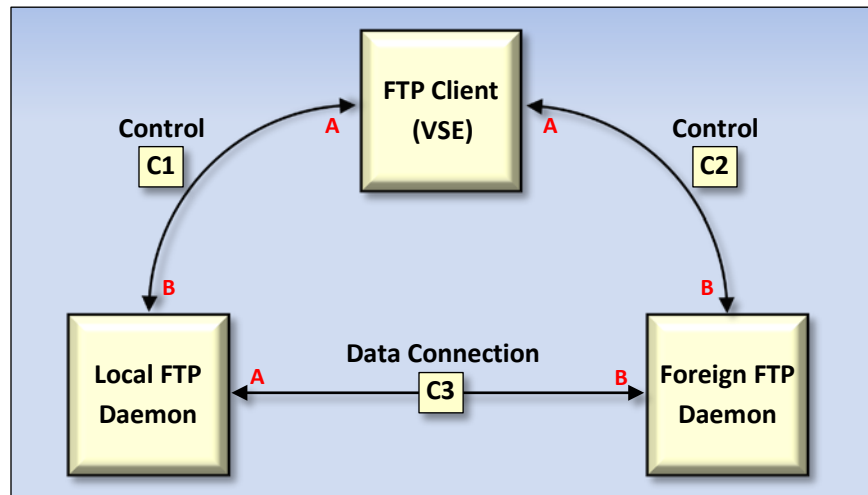 FTP Client
(VSE)
Control
C1
A
A
Control
C2
B
B
Local FTP
Daemon
Data Connection
A
C3
B
Foreign FTP
Daemon